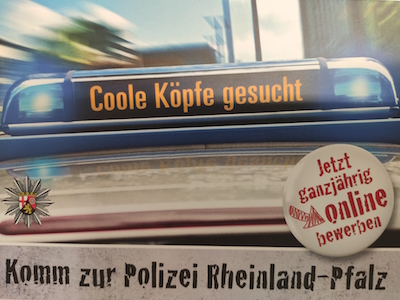 Coole Köpfe gesucht
Jetzt
ganzjährig
online
bewerben
Komm zur Polizei Rheinland-Pfalz